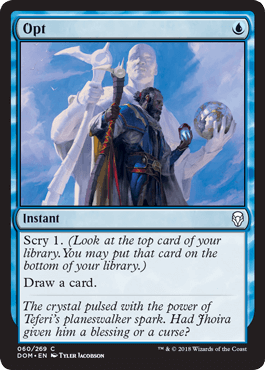 Opt
Instant
Scry 1. (Look at the top card of your
library. You may put that card on the
bottom of your library.)
Draw a card.
The crystal pulsed with the power of
Teferi's planeswalker spark. Had Jhoira
given him a blessing or a curse?
060/269 C
DOM • EN Tyler Jacobson
™ & © 2018 Wizards of the Coast